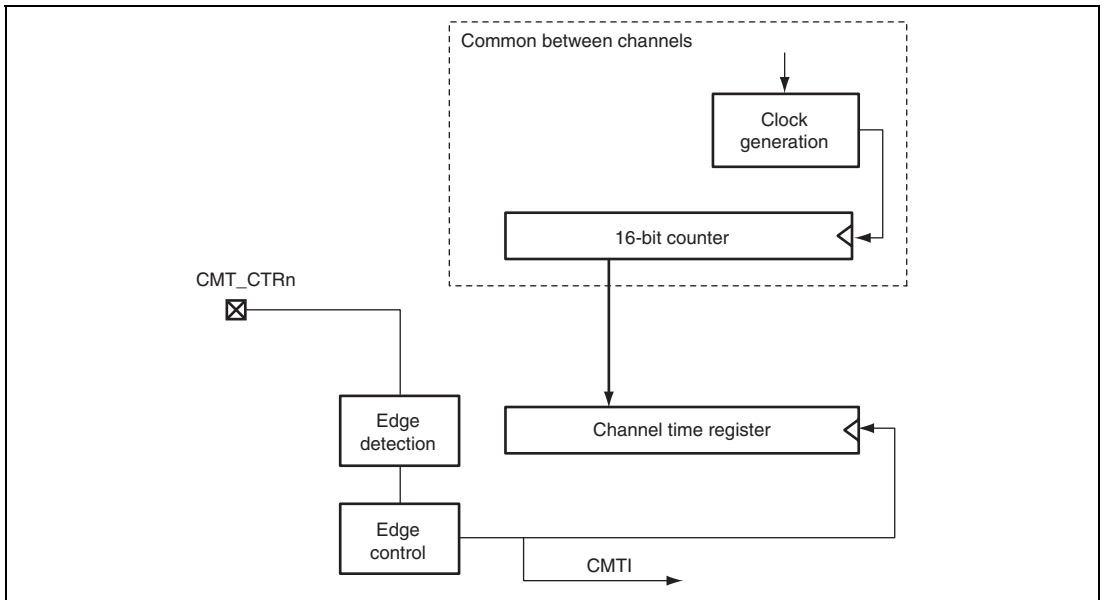 Common between channels
Clock
generation
16-bit counter
CMT_CTRn
Edge
detection
Channel time register
Edge
control
CMTI